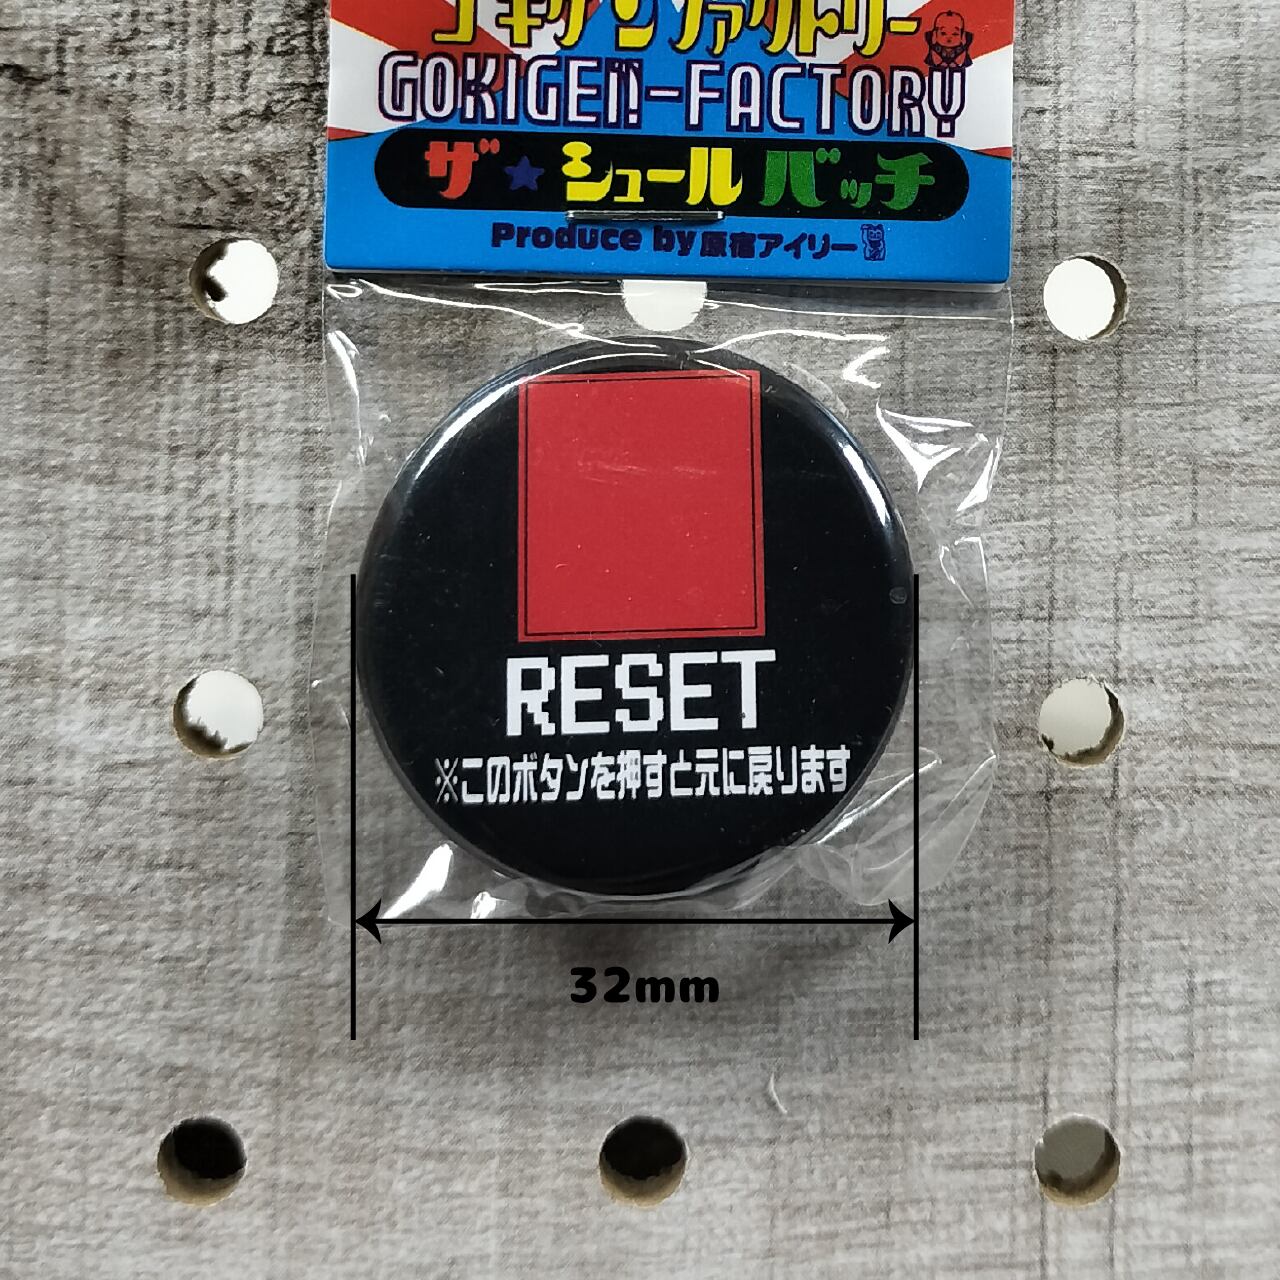 ゴキゲンファクトリー
GOKIGEN-FACTORY
ザ★シュールバッチ
Produce by 原宿アイリー
RESET
※このボタンを押すと元に戻ります
32mm